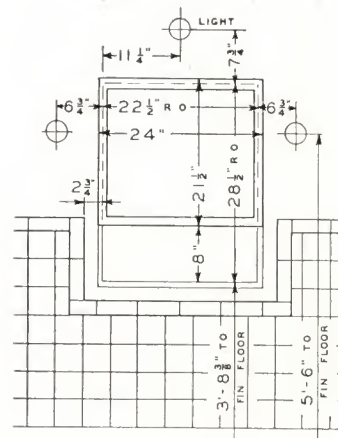 LIGHT
11 1/4"
7 3/4"
6 3/4"
22 1/2" R O
6 3/4"
24"
2 3/4"
21 1/2"
28 1/2" R O
8"
3'-8 3/8" TO
FIN FLOOR
5'-6" TO
FIN FLOOR